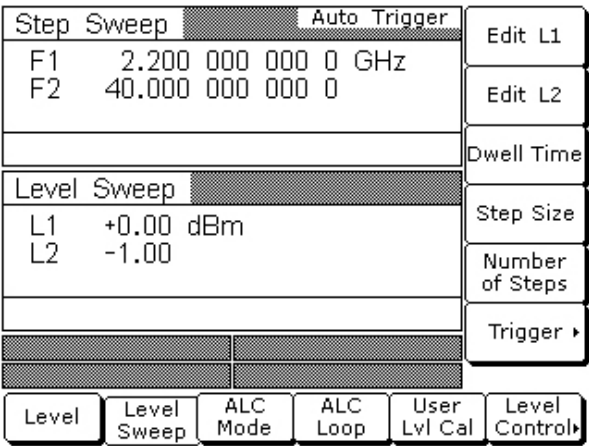 Step Sweep Auto Trigger
F1 2.200 000 000 0 GHz
F2 40.000 000 000 0
Level Sweep
L1 +0.00 dBm
L2 -1.00
Edit L1
Edit L2
Dwell Time
Step Size
Number
of Steps
Trigger
Level
Level
Sweep
ALC
Mode
ALC
Loop
User
Lvl Cal
Level
Control